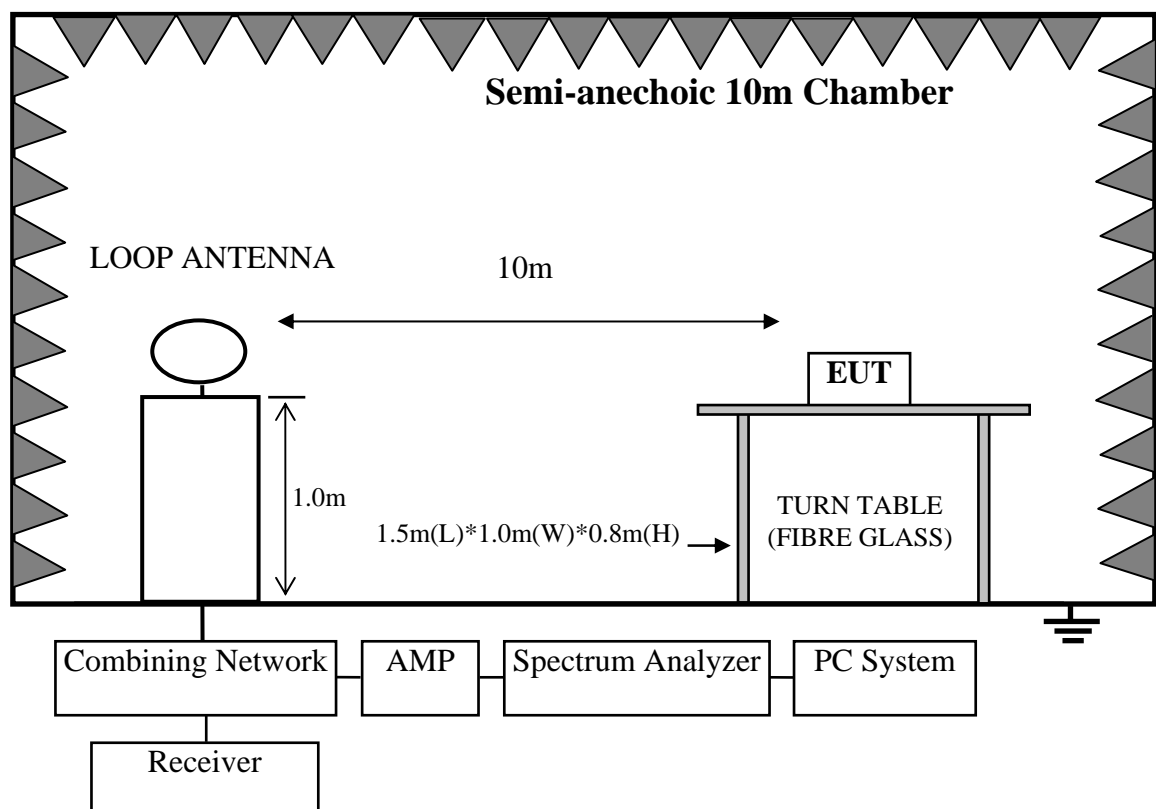 Semi-anechoic 10m Chamber
LOOP ANTENNA
10m
EUT
1.0m
1.5m(L)*1.0m(W)*0.8m(H)
TURN TABLE
(FIBRE GLASS)
Combining Network
AMP
Spectrum Analyzer
PC System
Receiver